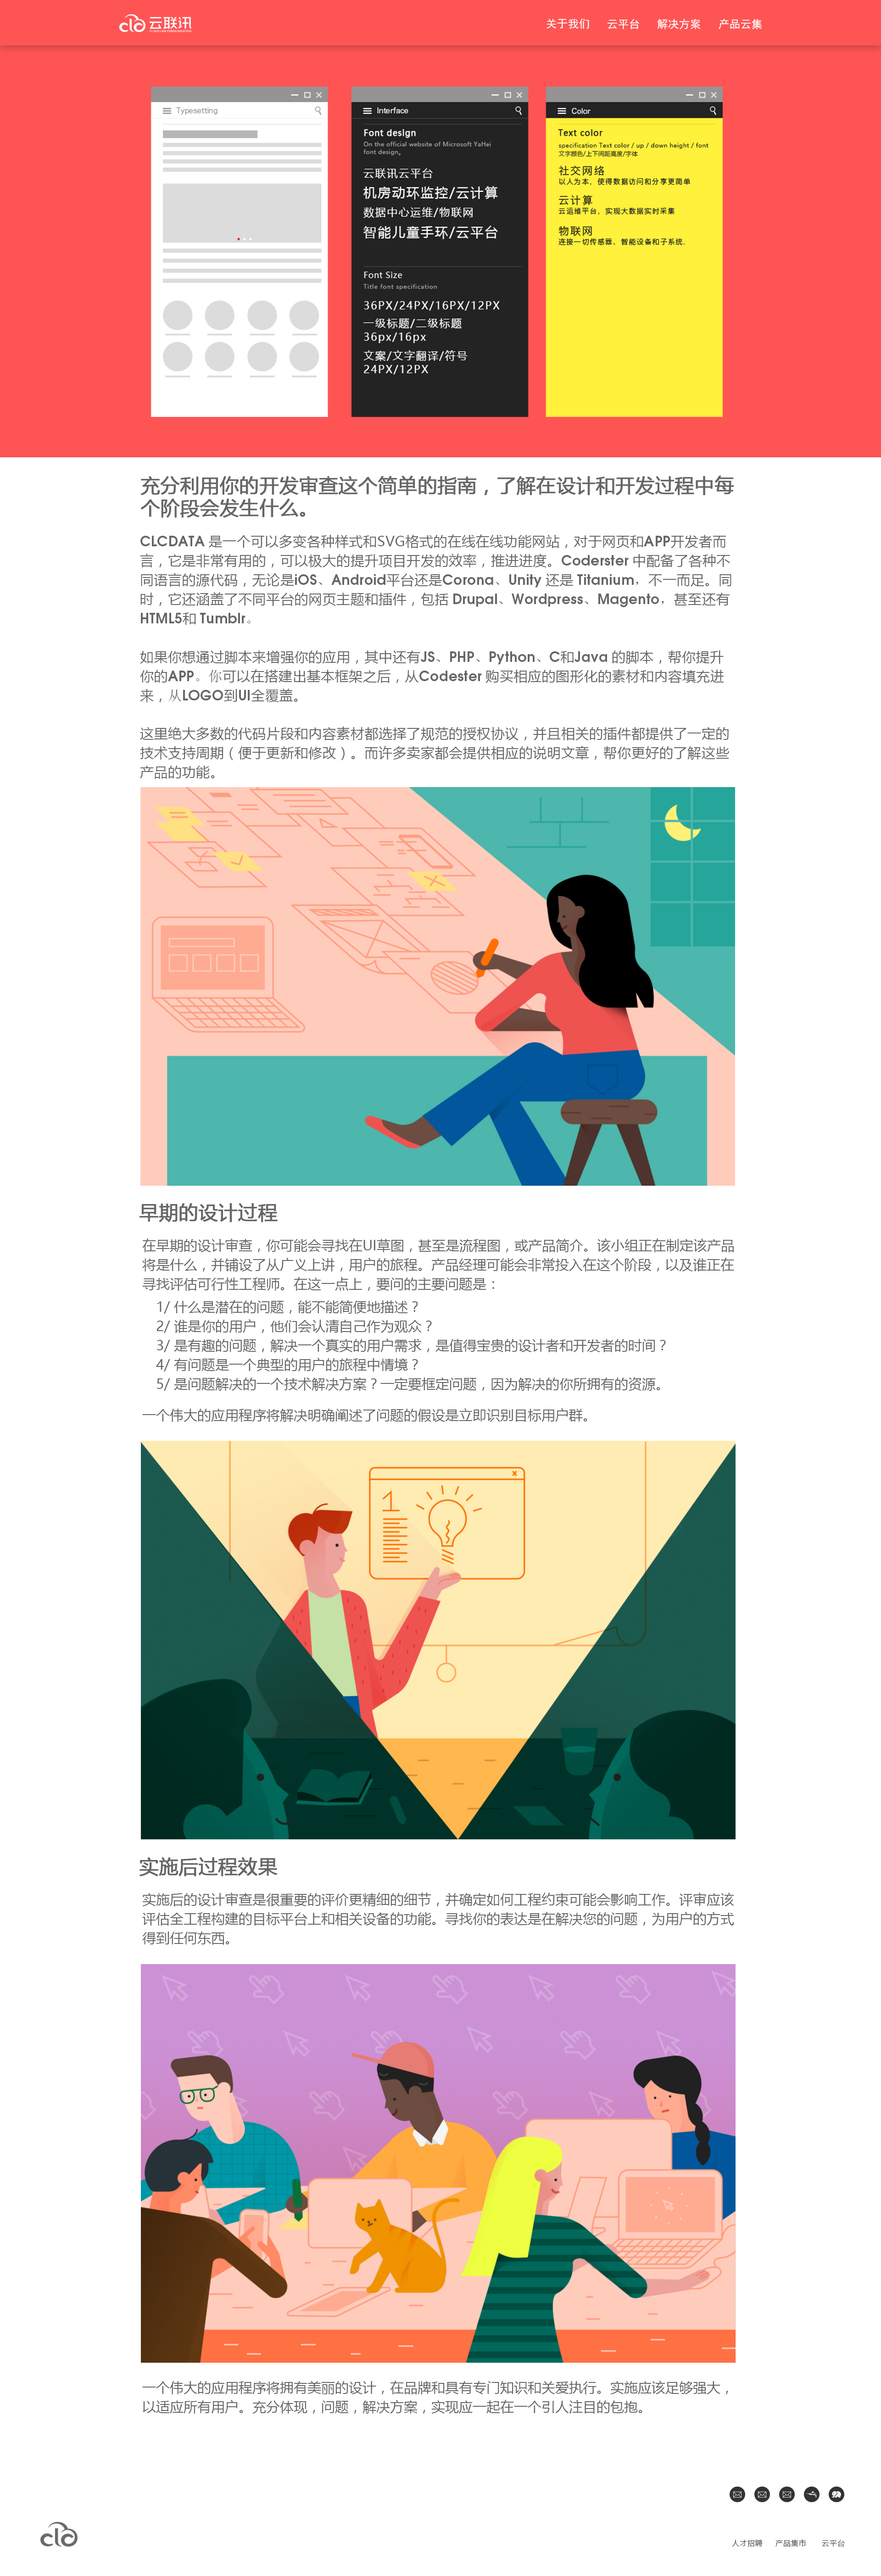 clc 云联讯
关于我们 云平台 解决方案 产品云集
Typesetting
Interface
Font design
On the official website of Microsoft YaHei
font design。
云联讯云平台
机房动环监控/云计算
数据中心运维/物联网
智能儿童手环/云平台
Font Size
Title font specification
36PX/24PX/16PX/12PX
一级标题/二级标题
36px/16px
文案/文字翻译/符号
24PX/12PX
Color
Text color
specification Text color / up / down height / font
文字颜色/上下间距高度/字体
社交网络
以人为本，使得数据访问和分享更简单
云计算
云运维平台，实现大数据实时采集
物联网
连接一切传感器、智能设备和子系统.
充分利用你的开发审查这个简单的指南，了解在设计和开发过程中每
个阶段会发生什么。
CLCDATA 是一个可以多变各种样式和SVG格式的在线在线功能网站，对于网页和APP开发者而
言，它是非常有用的，可以极大的提升项目开发的效率，推进进度。Coderster 中配备了各种不
同语言的源代码，无论是iOS、Android平台还是Corona、Unity 还是 Titanium，不一而足。同
时，它还涵盖了不同平台的网页主题和插件，包括 Drupal、Wordpress、Magento，甚至还有
HTML5和 Tumblr。
如果你想通过脚本来增强你的应用，其中还有JS、PHP、Python、C和Java 的脚本，帮你提升
你的APP。你可以在搭建出基本框架之后，从Codester 购买相应的图形化的素材和内容填充进
来，从LOGO到UI全覆盖。
这里绝大多数的代码片段和内容素材都选择了规范的授权协议，并且相关的插件都提供了一定的
技术支持周期（便于更新和修改）。而许多卖家都会提供相应的说明文章，帮你更好的了解这些
产品的功能。
早期的设计过程
在早期的设计审查，你可能会寻找在UI草图，甚至是流程图，或产品简介。该小组正在制定该产品
将是什么，并铺设了从广义上讲，用户的旅程。产品经理可能会非常投入在这个阶段，以及谁正在
寻找评估可行性工程师。在这一点上，要问的主要问题是：
1/ 什么是潜在的问题，能不能简便地描述？
2/ 谁是你的用户，他们会认清自己作为观众？
3/ 是有趣的问题，解决一个真实的用户需求，是值得宝贵的设计者和开发者的时间？
4/ 有问题是一个典型的用户的旅程中情境？
5/ 是问题解决的一个技术解决方案？一定要框定问题，因为解决的你所拥有的资源。
一个伟大的应用程序将解决明确阐述了问题的假设是立即识别目标用户群。
1
实施后过程效果
实施后的设计审查是很重要的评价更精细的细节，并确定如何工程约束可能会影响工作。评审应该
评估全工程构建的目标平台上和相关设备的功能。寻找你的表达是在解决您的问题，为用户的方式
得到任何东西。
一个伟大的应用程序将拥有美丽的设计，在品牌和具有专门知识和关爱执行。实施应该足够强大，
以适应所有用户。充分体现，问题，解决方案，实现应一起在一个引人注目的包抱。
clc
人才招聘 产品集市 云平台